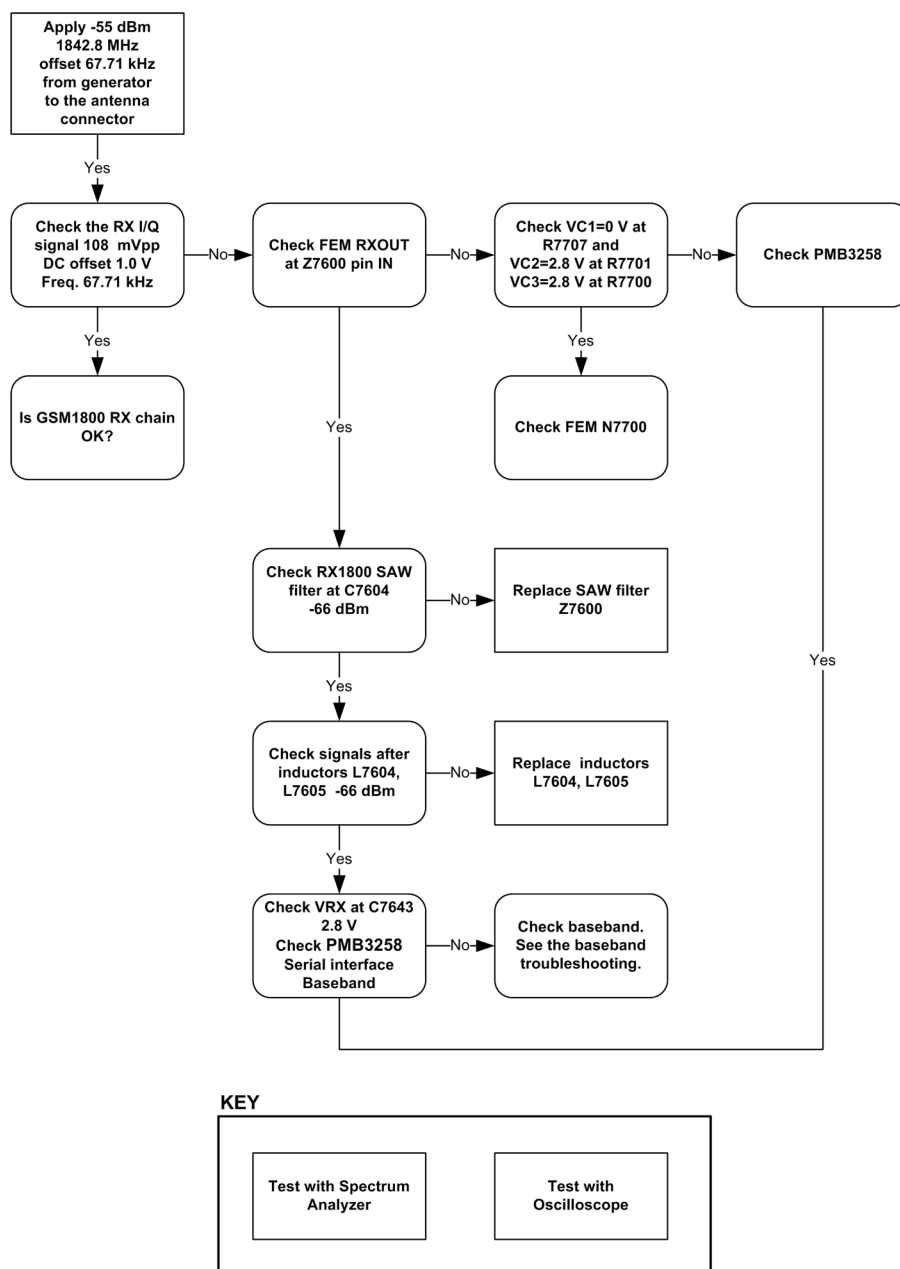 Apply -55 dBm
1842.8 MHz
offset 67.71 kHz
from generator
to the antenna
connector
Yes
Check the RX I/Q
signal 108 mVpp
DC offset 1.0 V
Freq. 67.71 kHz
No
Check FEM RXOUT
at Z7600 pin IN
No
Check VC1=0 V at
R7707 and
VC2=2.8 V at R7701
VC3=2.8 V at R7700
No
Check PMB3258
Yes
Yes
Is GSM1800 RX chain
OK?
Check FEM N7700
Yes
Check RX1800 SAW
filter at C7604
-66 dBm
No
Replace SAW filter
Z7600
Yes
Yes
Check signals after
inductors L7604,
L7605 -66 dBm
No
Replace inductors
L7604, L7605
Yes
Check VRX at C7643
2.8 V
Check PMB3258
Serial interface
Baseband
No
Check baseband.
See the baseband
troubleshooting.
KEY
Test with Spectrum
Analyzer
Test with
Oscilloscope